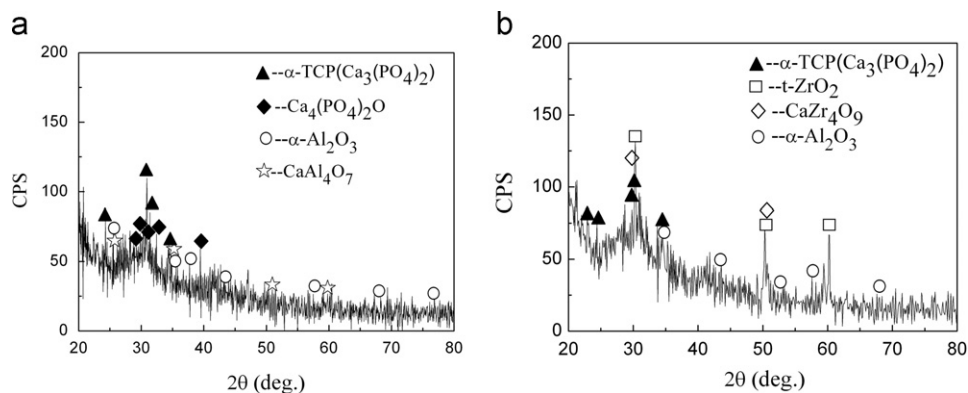 a
200
150
100
50
0
CPS
▲--α-TCP(Ca₃(PO₄)₂)
◆--Ca₄(PO₄)₂O
○--α-Al₂O₃
☆--CaAl₄O₇
20 30 40 50 60 70 80
2θ (deg.)
b
200
150
100
50
0
CPS
▲--α-TCP(Ca₃(PO₄)₂)
□--t-ZrO₂
◇--CaZr₄O₉
○--α-Al₂O₃
20 30 40 50 60 70 80
2θ (deg.)